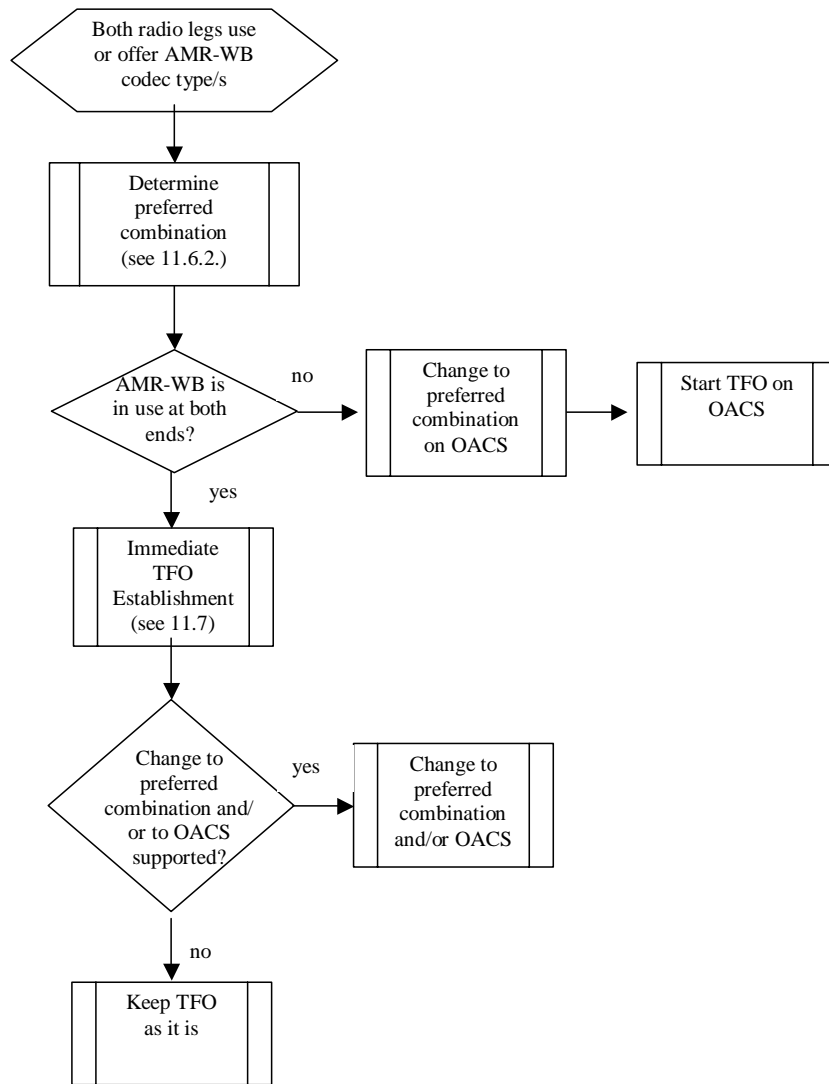 Both radio legs use
or offer AMR-WB
codec type/s
Determine
preferred
combination
(see 11.6.2.)
AMR-WB is
in use at both
ends?
no
Change to
preferred
combination
on OACS
Start TFO on
OACS
yes
Immediate
TFO
Establishment
(see 11.7)
Change to
preferred
combination and/
or to OACS
supported?
yes
Change to
preferred
combination
and/or OACS
no
Keep TFO
as it is